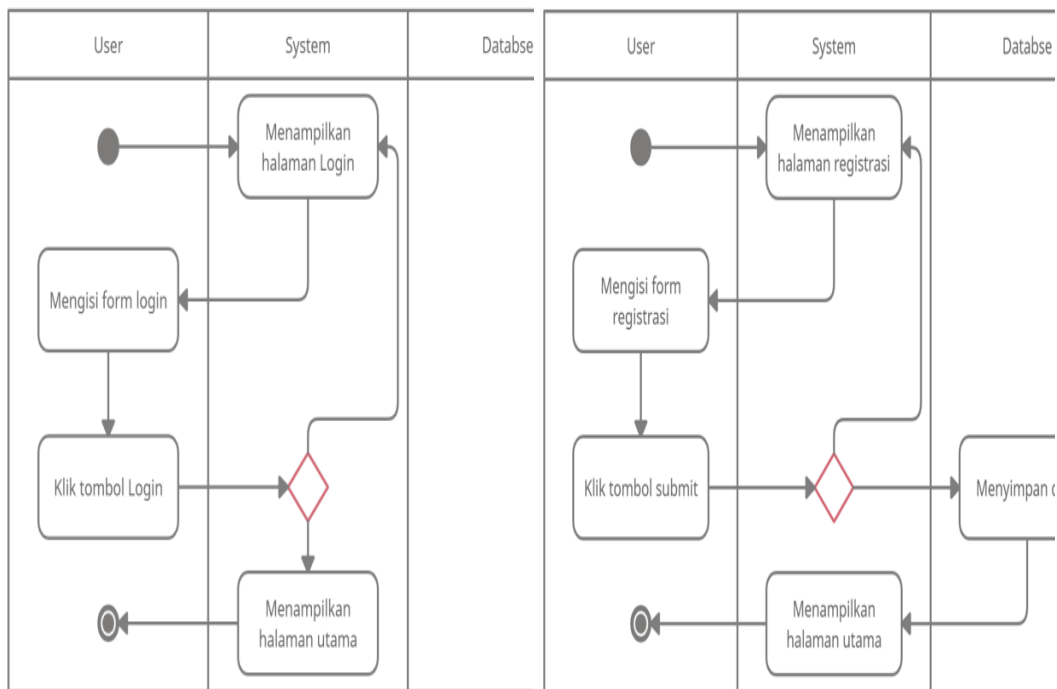 User
System
Databse
Menampilkan
halaman Login
Mengisi form login
Klik tombol Login
Menampilkan
halaman utama
User
System
Databse
Menampilkan
halaman registrasi
Mengisi form
registrasi
Klik tombol submit
Menyimpan
Menampilkan
halaman utama